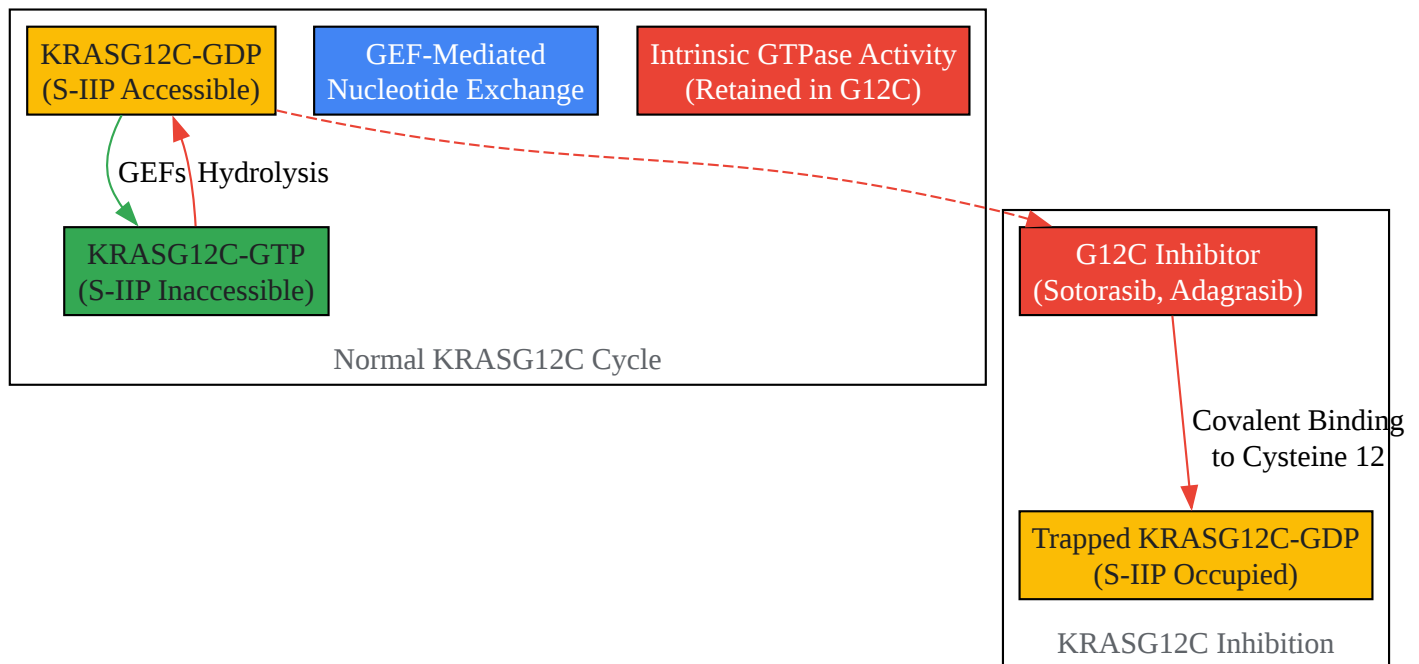 KRASG12C-GDP
(S-IIP Accessible)
GEF-Mediated
Nucleotide Exchange
Intrinsic GTPase Activity
(Retained in G12C)
GEFs
Hydrolysis
KRASG12C-GTP
(S-IIP Inaccessible)
Normal KRASG12C Cycle
G12C Inhibitor
(Sotorasib, Adagrasib)
Covalent Binding
to Cysteine 12
Trapped KRASG12C-GDP
(S-IIP Occupied)
KRASG12C Inhibition